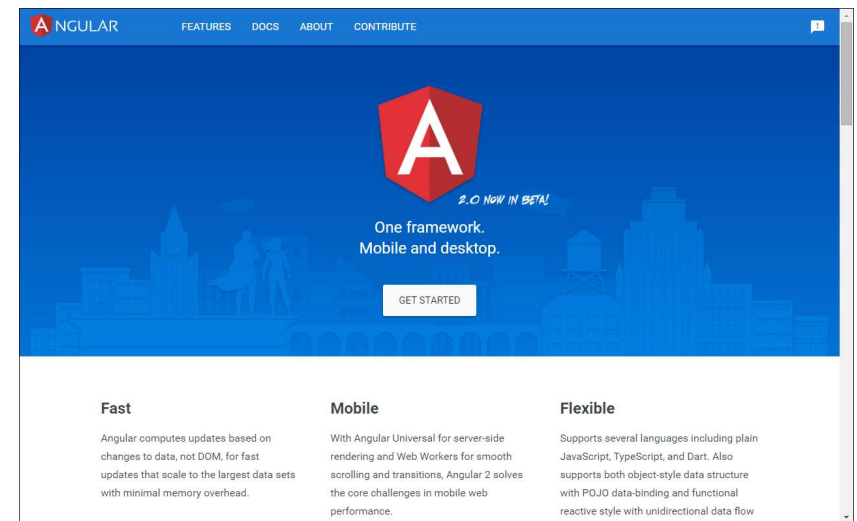 ANGULAR FEATURES DOCS ABOUT CONTRIBUTE
A
2.0 NOW IN BETA!
One framework.
Mobile and desktop.
GET STARTED
Fast
Angular computes updates based on
changes to data, not DOM, for fast
updates that scale to the largest data sets
with minimal memory overhead.
Mobile
With Angular Universal for server-side
rendering and Web Workers for smooth
scrolling and transitions, Angular 2 solves
the core challenges in mobile web
performance.
Flexible
Supports several languages including plain
JavaScript, TypeScript, and Dart. Also
supports both object-style data structure
with POJO data-binding and functional
reactive style with unidirectional data flow